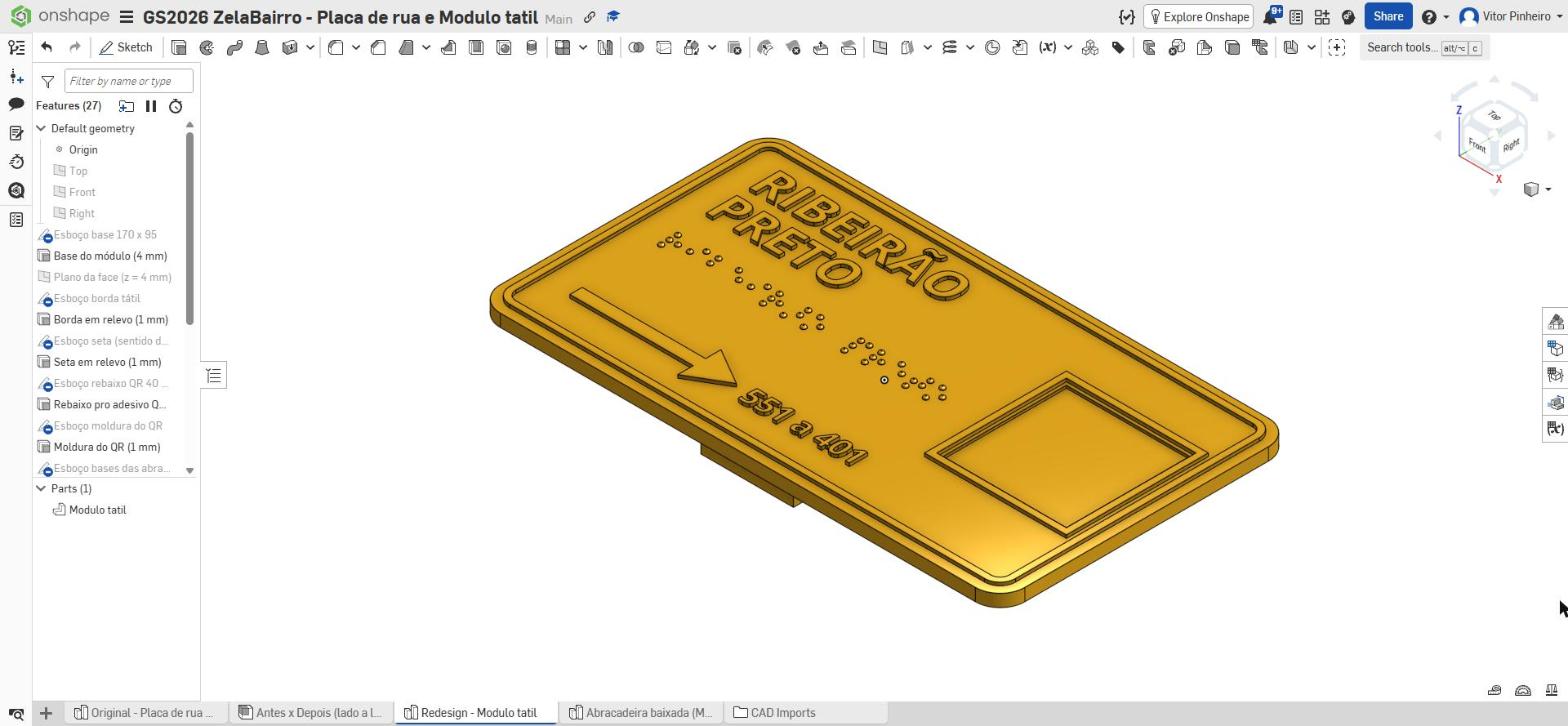 onshape
GS2026 ZelaBairro - Placa de rua e Modulo tatil Main
Explore Onshape
9+
Share
Vitor Pinheiro
Sketch
Search tools... alt/⌥ c
Filter by name or type
Features (27)
Default geometry
Origin
Top
Front
Right
Esboço base 170 x 95
Base do módulo (4 mm)
Plano da face (z = 4 mm)
Esboço borda tátil
Borda em relevo (1 mm)
Esboço seta (sentido d...
Seta em relevo (1 mm)
Esboço rebaixo QR 40 ...
Rebaixo pro adesivo Q...
Esboço moldura do QR
Moldura do QR (1 mm)
Esboço bases das abra...
Parts (1)
Modulo tatil
RIBEIRÃO
PRETO
551 a 401
Z
Top
Front
Right
X
Original - Placa de rua ...
Antes x Depois (lado a l...
Redesign - Modulo tatil
Abracadeira baixada (M...
CAD Imports